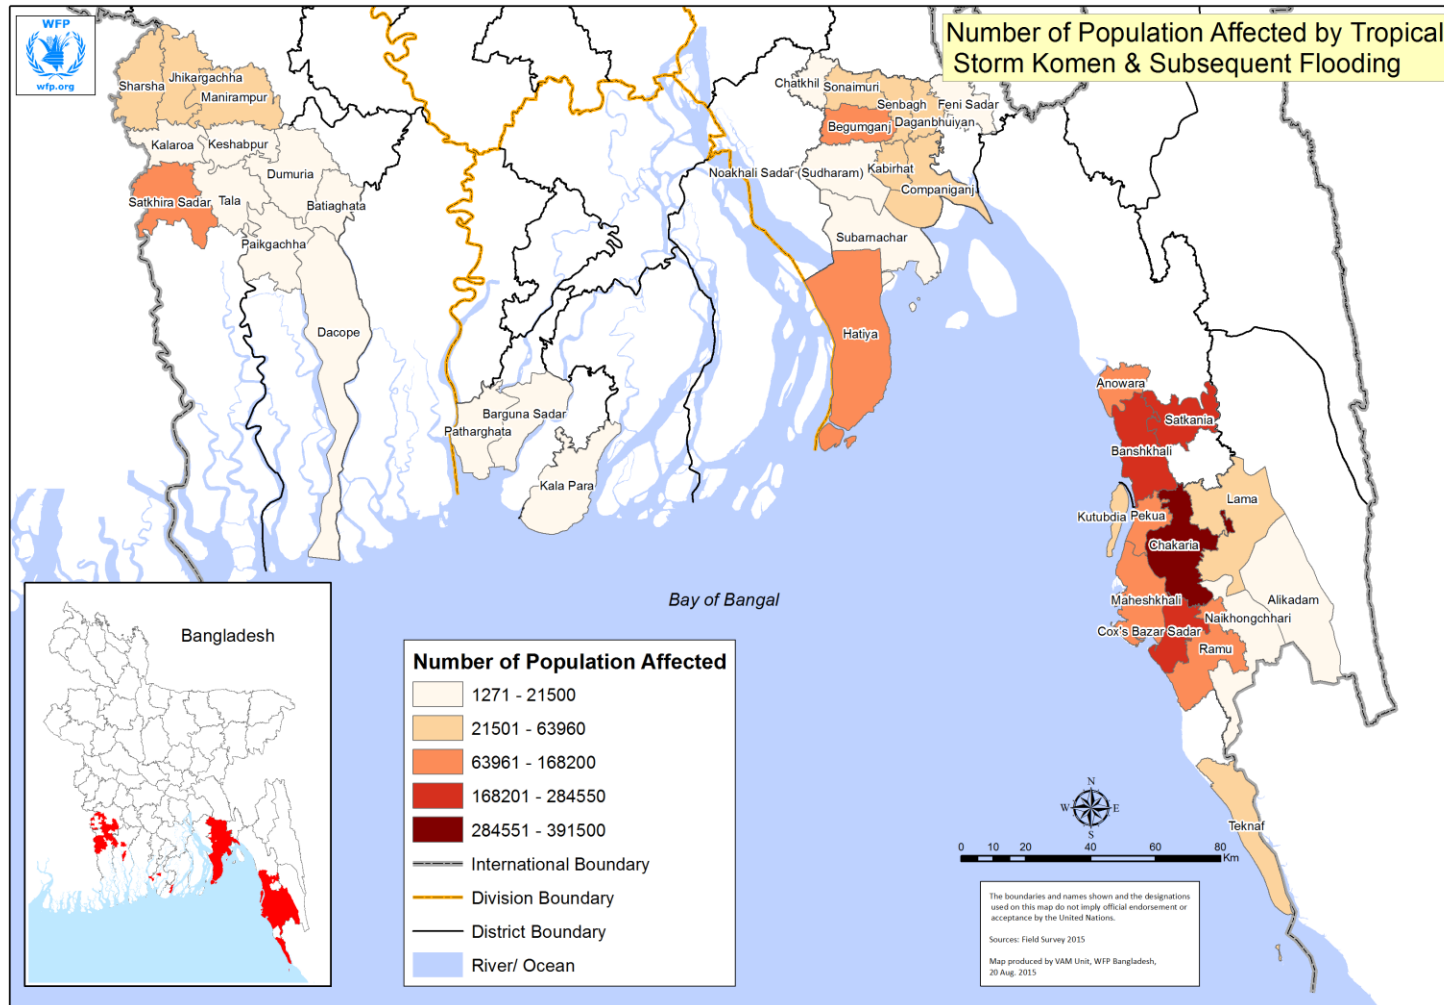 WFP
wfp.org
Number of Population Affected by Tropical
Storm Komen & Subsequent Flooding
Sharsha
Jhikargachha
Manirampur
Kalaroa
Keshabpur
Dumuria
Satkhira Sadar
Tala
Batiaghata
Paikgachha
Dacope
Patharghata
Barguna Sadar
Kala Para
Chatkhil
Sonaimuri
Senbagh
Feni Sadar
Begumganj
Daganbhuiyan
Noakhali Sadar (Sudharam)
Kabirhat
Companiganj
Subarnachar
Hatiya
Anowara
Satkania
Banshkhali
Lama
Kutubdia
Pekua
Chakaria
Maheshkhali
Alikadam
Naikhongchhari
Cox's Bazar Sadar
Ramu
Teknaf
Bay of Bangal
Bangladesh
Number of Population Affected
1271 - 21500
21501 - 63960
63961 - 168200
168201 - 284550
284551 - 391500
International Boundary
Division Boundary
District Boundary
River/ Ocean
N
W E
S
0 10 20 40 60 80
Km
The boundaries and names shown and the designations
used on this map do not imply official endorsement or
acceptance by the United Nations.
Sources: Field Survey 2015
Map produced by VAM Unit, WFP Bangladesh,
20 Aug. 2015